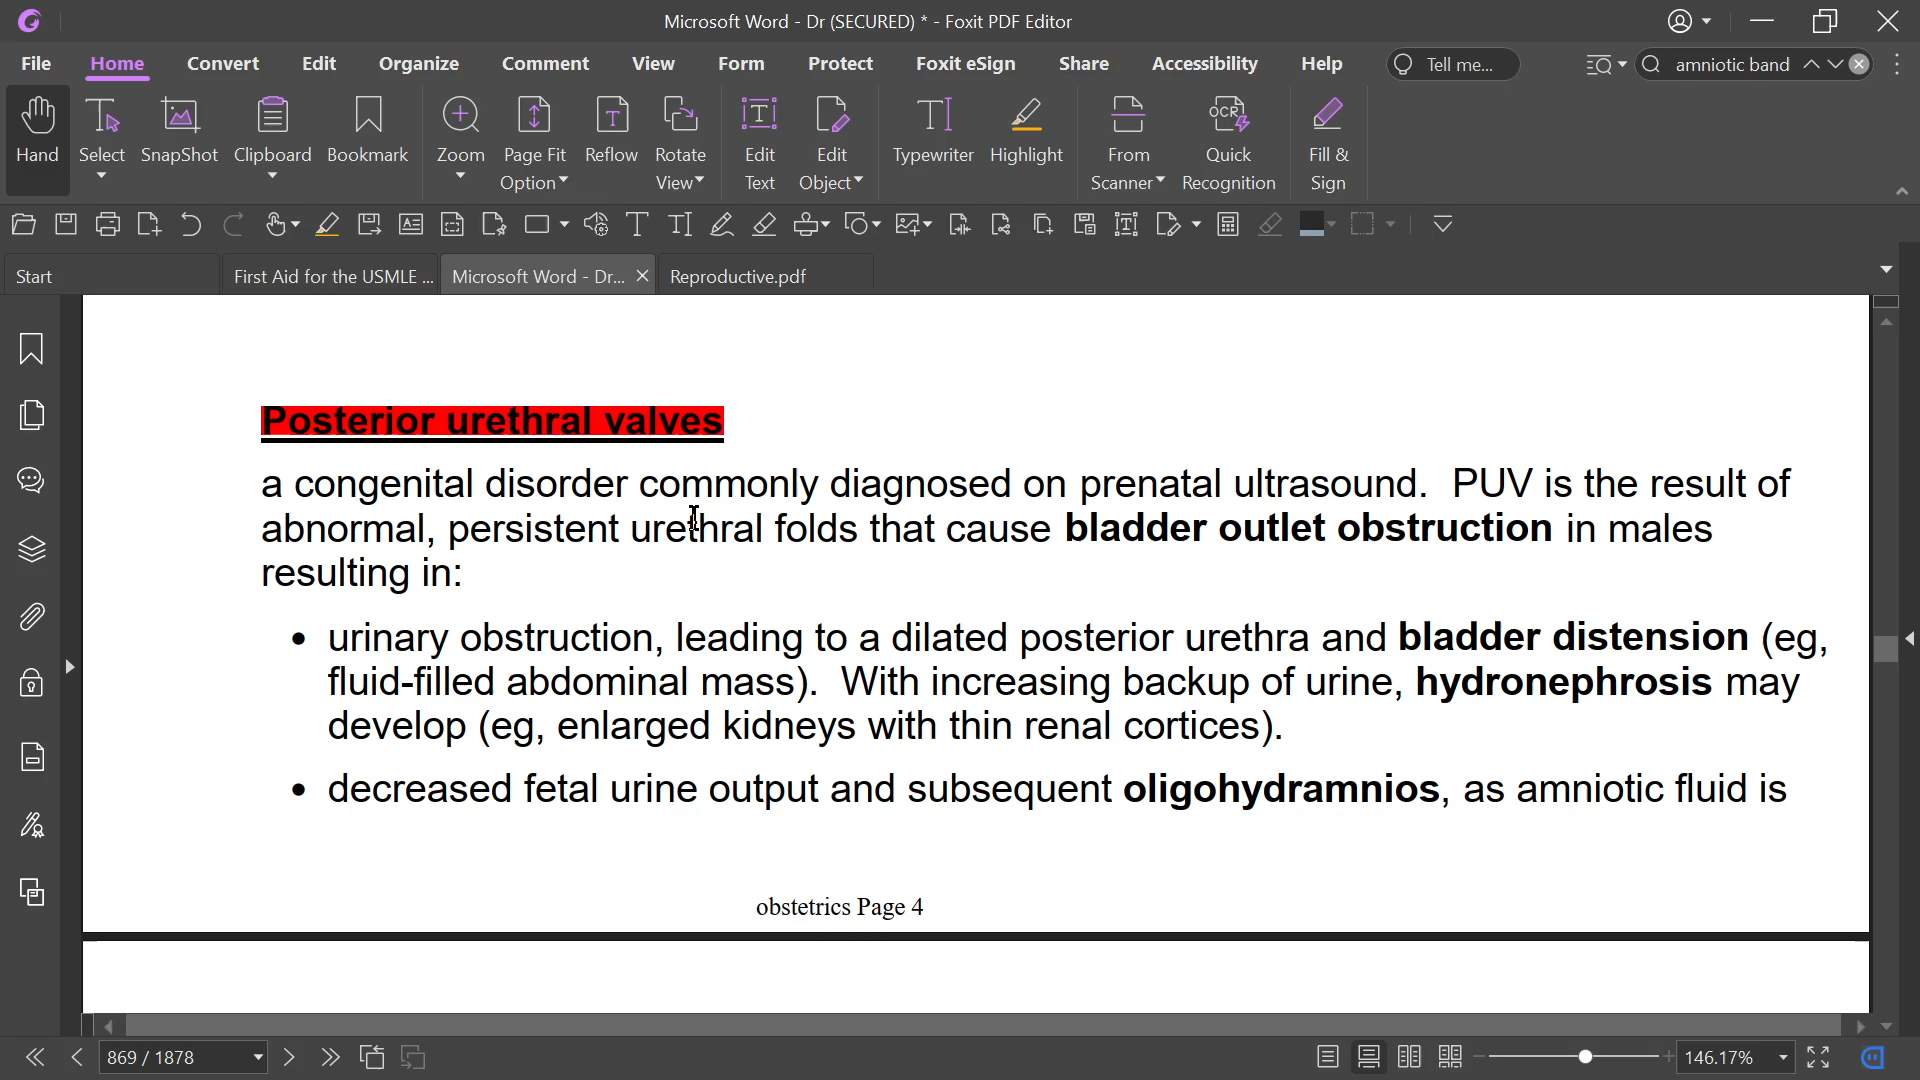 Microsoft Word - Dr (SECURED) * - Foxit PDF Editor
File Home Convert Edit Organize Comment View Form Protect Foxit eSign Share Accessibility Help Tell me... amniotic band
Hand Select SnapShot Clipboard Bookmark Zoom Page Fit Option Reflow Rotate View Edit Text Edit Object Typewriter Highlight From Scanner OCR Quick Recognition Fill & Sign
Start First Aid for the USMLE ... Microsoft Word - Dr... Reproductive.pdf
Posterior urethral valves
a congenital disorder commonly diagnosed on prenatal ultrasound. PUV is the result of
abnormal, persistent urethral folds that cause bladder outlet obstruction in males
resulting in:
• urinary obstruction, leading to a dilated posterior urethra and bladder distension (eg,
fluid-filled abdominal mass). With increasing backup of urine, hydronephrosis may
develop (eg, enlarged kidneys with thin renal cortices).
• decreased fetal urine output and subsequent oligohydramnios, as amniotic fluid is
obstetrics Page 4
869 / 1878 146.17%